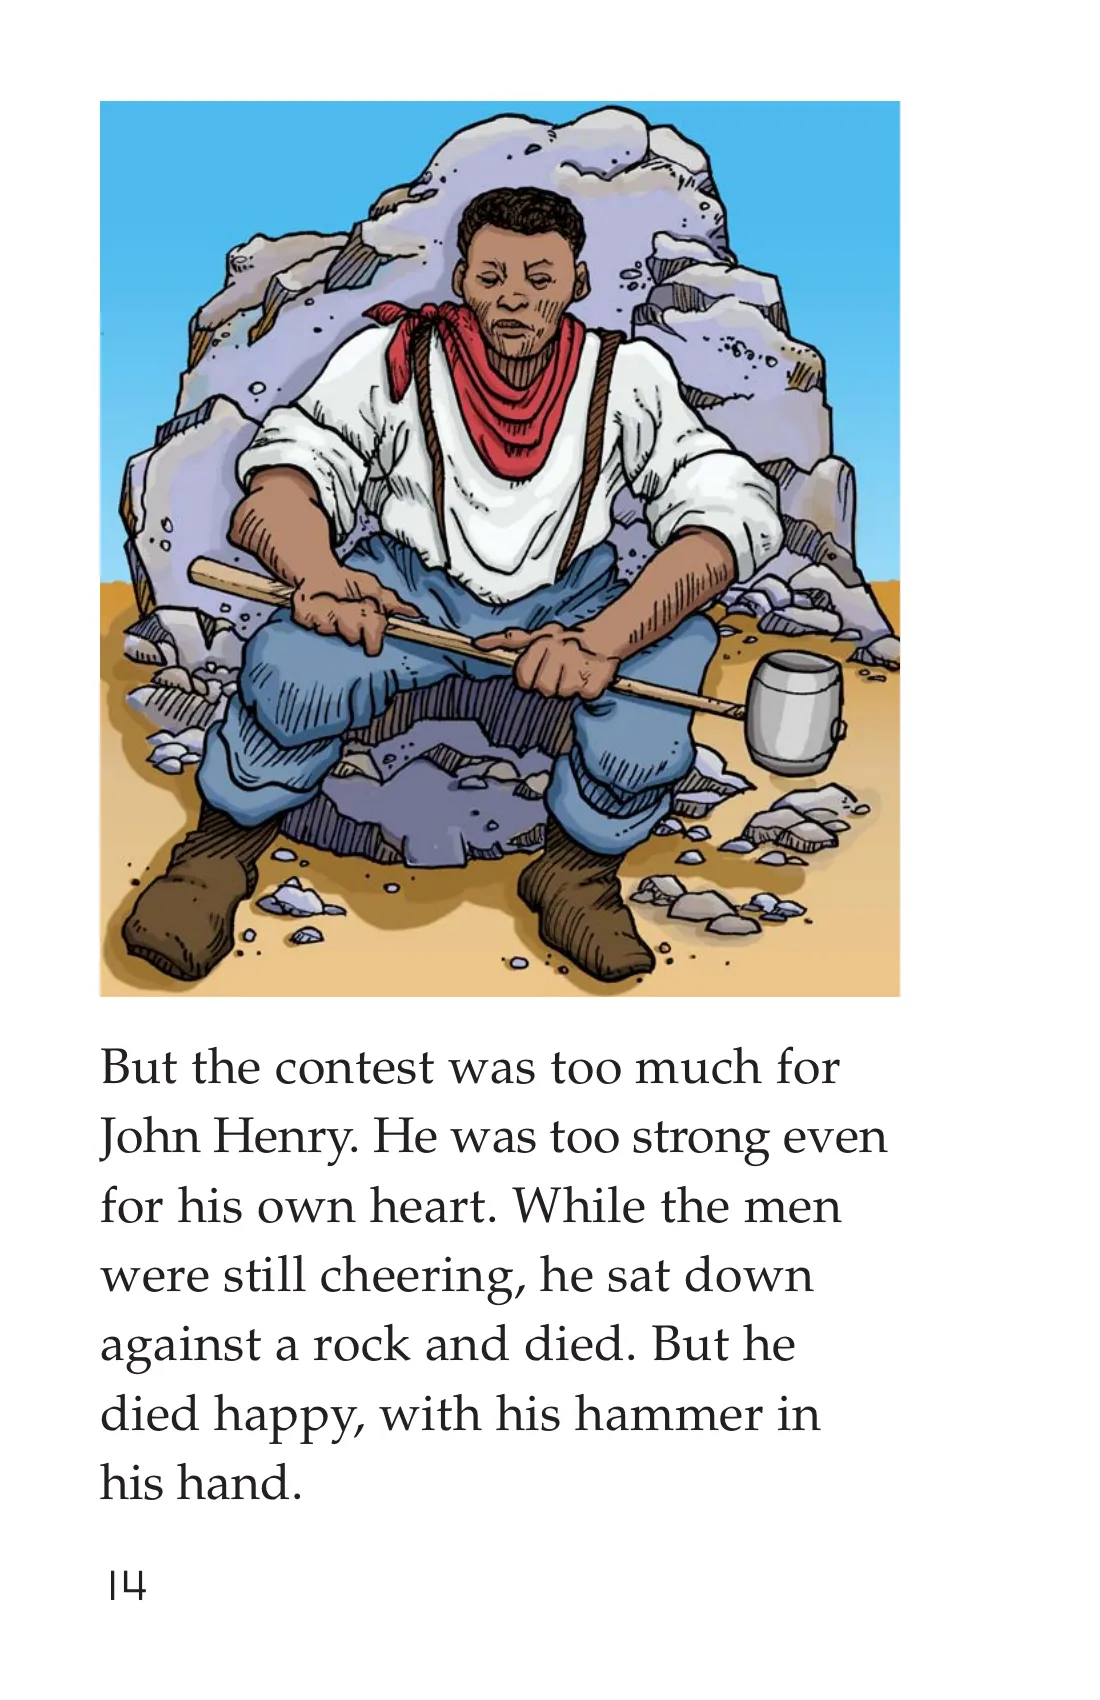 But the contest was too much for
John Henry. He was too strong even
for his own heart. While the men
were still cheering, he sat down
against a rock and died. But he
died happy, with his hammer in
his hand.
14